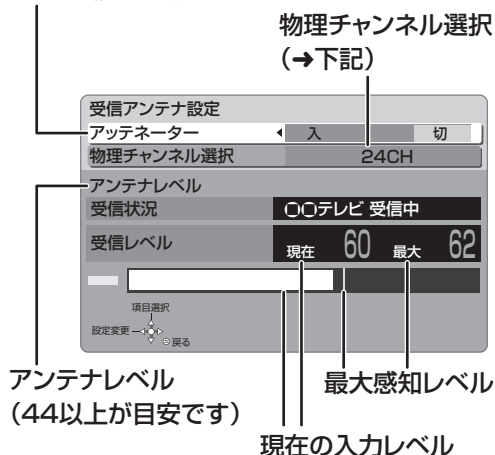 物理チャンネル選択
(➔下記)
受信アンテナ設定
アッテネーター 入 切
物理チャンネル選択 24CH
アンテナレベル
受信状況 ○○テレビ 受信中
受信レベル 現在 60 最大 62
項目選択
設定変更
戻る
アンテナレベル
(44以上が目安です)
最大感知レベル
現在の入力レベル